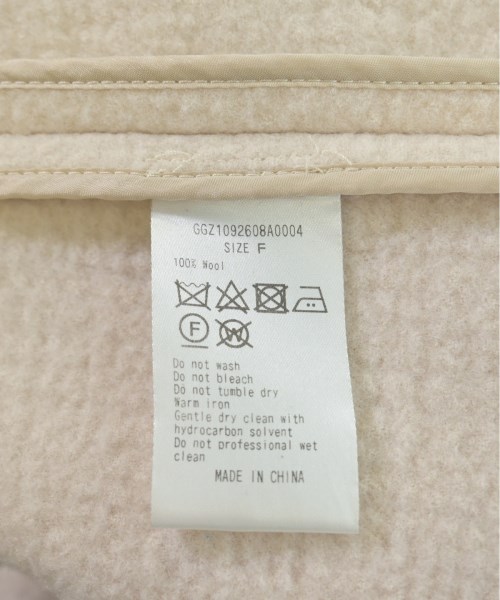 GGZ1092608A0004
SIZE F
100% Wool
F W
Do not wash
Do not bleach
Do not tumble dry
Warm iron
Gentle dry clean with
hydrocarbon solvent
Do not professional wet
clean
MADE IN CHINA